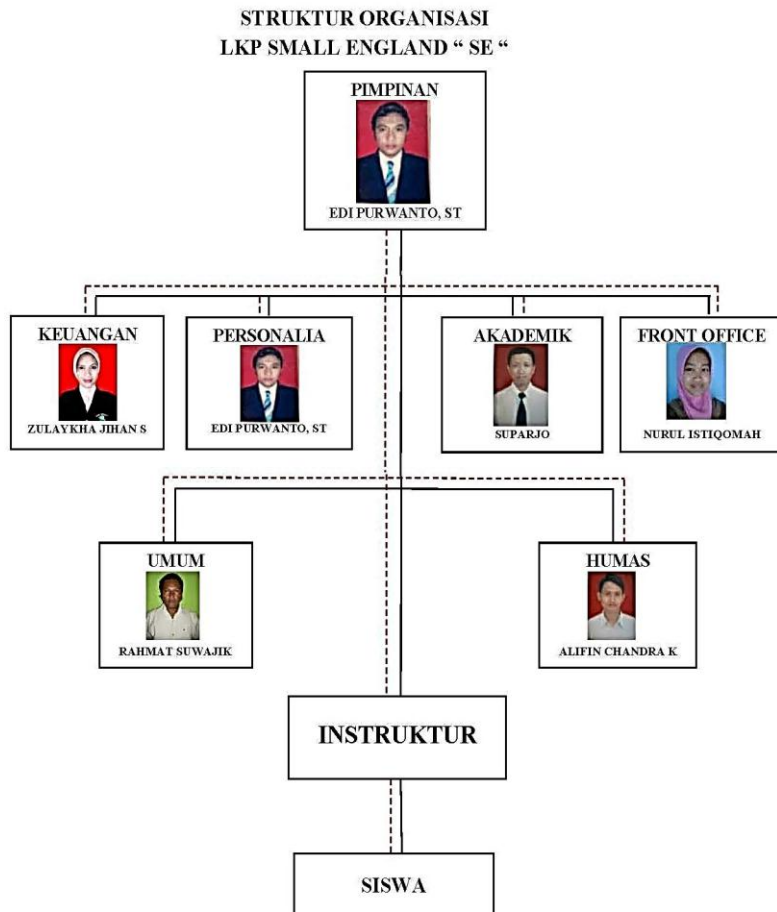 STRUKTUR ORGANISASI
LKP SMALL ENGLAND “ SE “
PIMPINAN
EDI PURWANTO, ST
KEUANGAN
ZULAYKHA JIHAN S
PERSONALIA
EDI PURWANTO, ST
AKADEMIK
SUPARJO
FRONT OFFICE
NURUL ISTIQOMAH
UMUM
RAHMAT SUWAJIK
HUMAS
ALIFIN CHANDRA K
INSTRUKTUR
SISWA